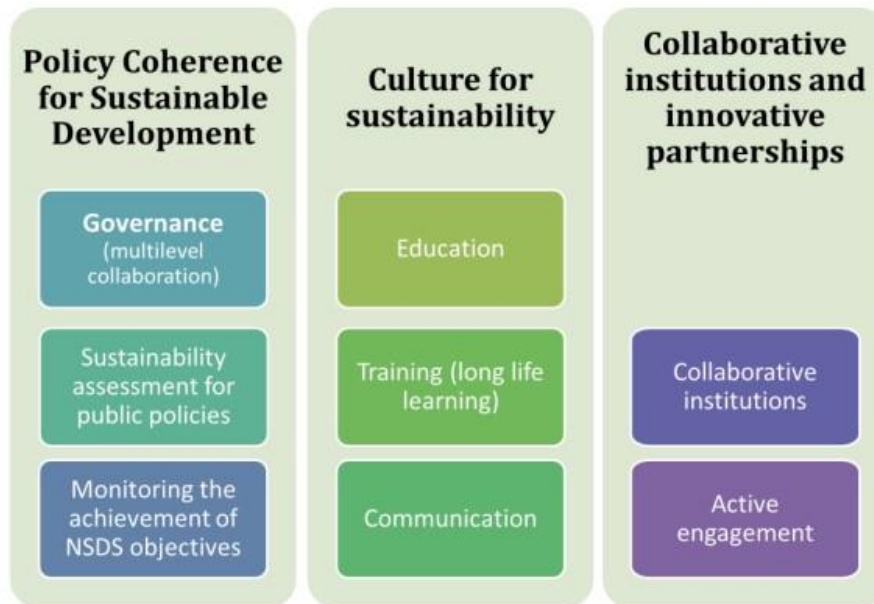 Policy Coherence
for Sustainable
Development
Governance
(multilevel
collaboration)
Sustainability
assessment for
public policies
Monitoring the
achievement of
NSDS objectives
Culture for
sustainability
Education
Training (long life
learning)
Communication
Collaborative
institutions and
innovative
partnerships
Collaborative
institutions
Active
engagement